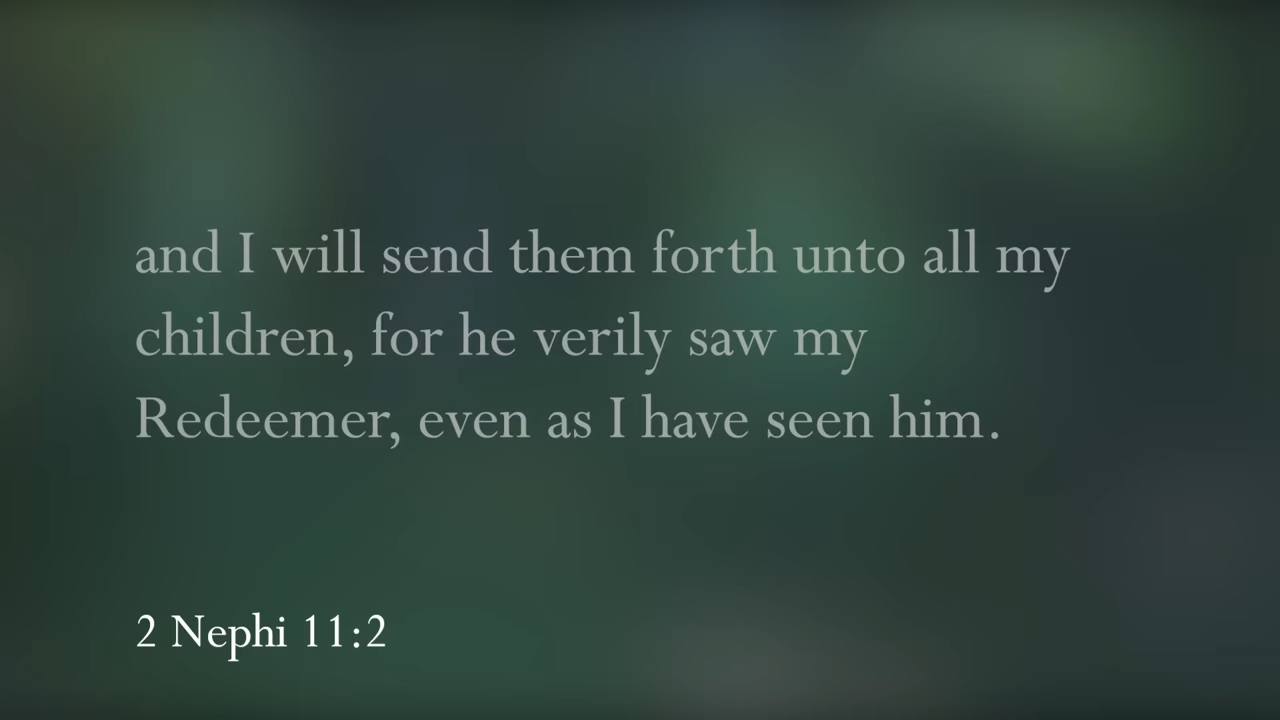 and I will send them forth unto all my
children, for he verily saw my
Redeemer, even as I have seen him.
2 Nephi 11:2